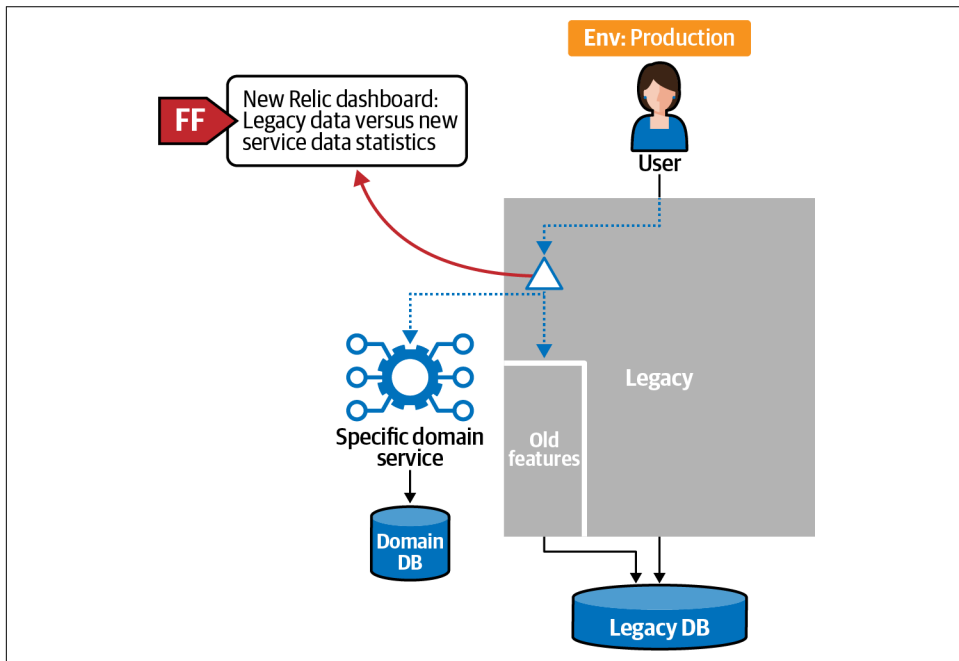 Env: Production
FF
New Relic dashboard:
Legacy data versus new
service data statistics
User
Legacy
Specific domain
service
Old
features
Domain
DB
Legacy DB